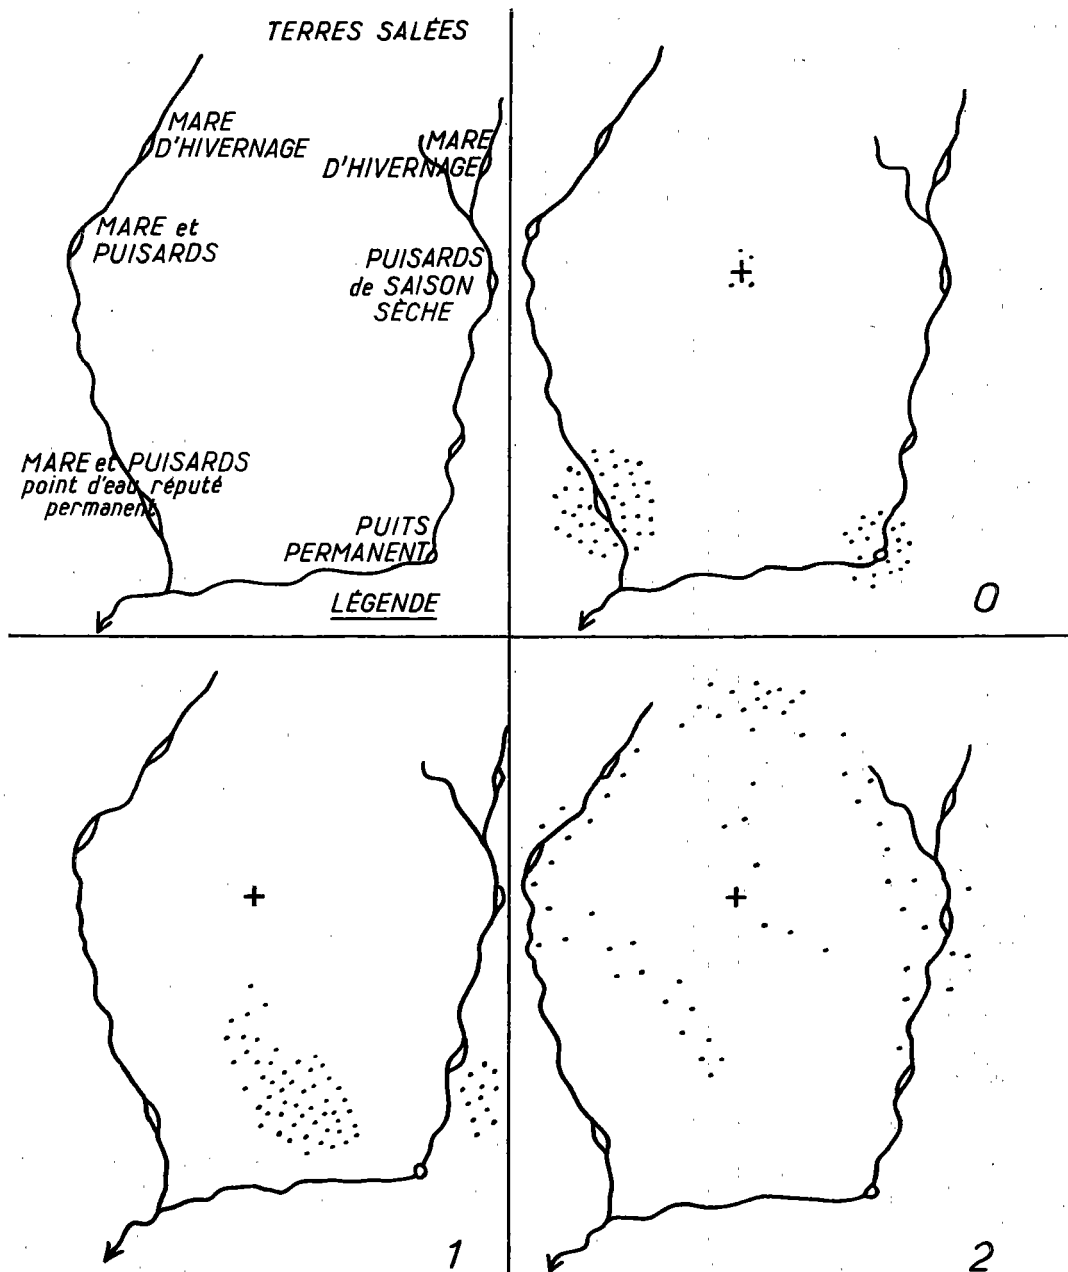 TERRES SALÉES
MARE
D'HIVERNAGE
MARE
D'HIVERNAGE
MARE et
PUISARDS
PUISARDS
de SAISON
SÈCHE
MARE et PUISARDS
point d'eau réputé
permanent
PUITS
PERMANENT
LÉGENDE
0
1
2